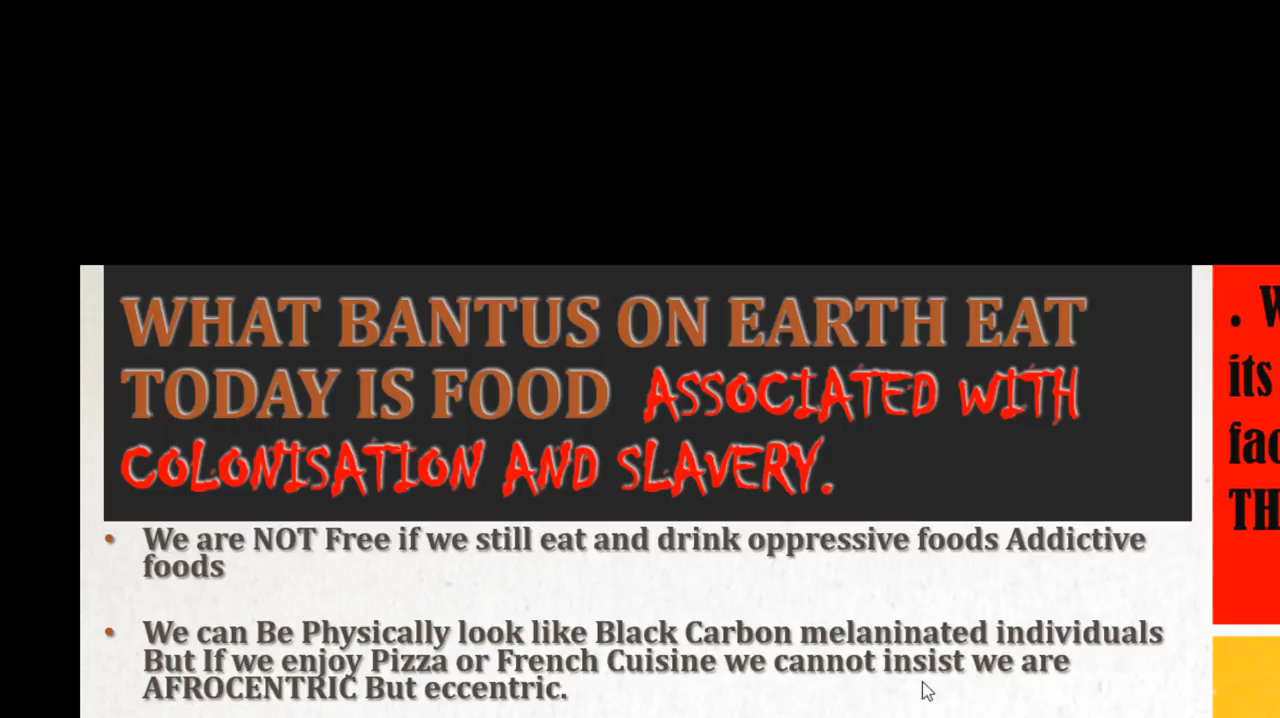 WHAT BANTUS ON EARTH EAT
TODAY IS FOOD ASSOCIATED WITH
COLONISATION AND SLAVERY.
• We are NOT Free if we still eat and drink oppressive foods Addictive
foods
• We can Be Physically look like Black Carbon melaninated individuals
But If we enjoy Pizza or French Cuisine we cannot insist we are
AFROCENTRIC But eccentric.
. W
its
fac
TH